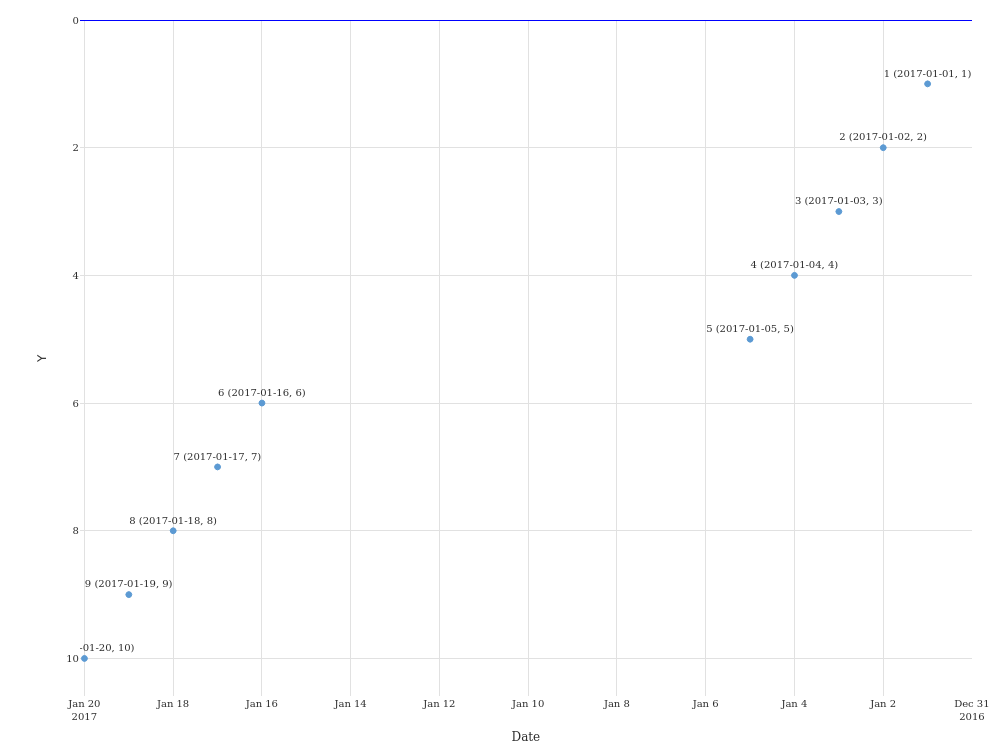 0
1 (2017-01-01, 1)
2 (2017-01-02, 2)
2
3 (2017-01-03, 3)
4 (2017-01-04, 4)
4
5 (2017-01-05, 5)
Y
6 (2017-01-16, 6)
6
7 (2017-01-17, 7)
8 (2017-01-18, 8)
8
9 (2017-01-19, 9)
-01-20, 10)
10
Jan 20 Jan 18 Jan 16 Jan 14 Jan 12 Jan 10 Jan 8 Jan 6 Jan 4 Jan 2 Dec 31
2017 2016
Date